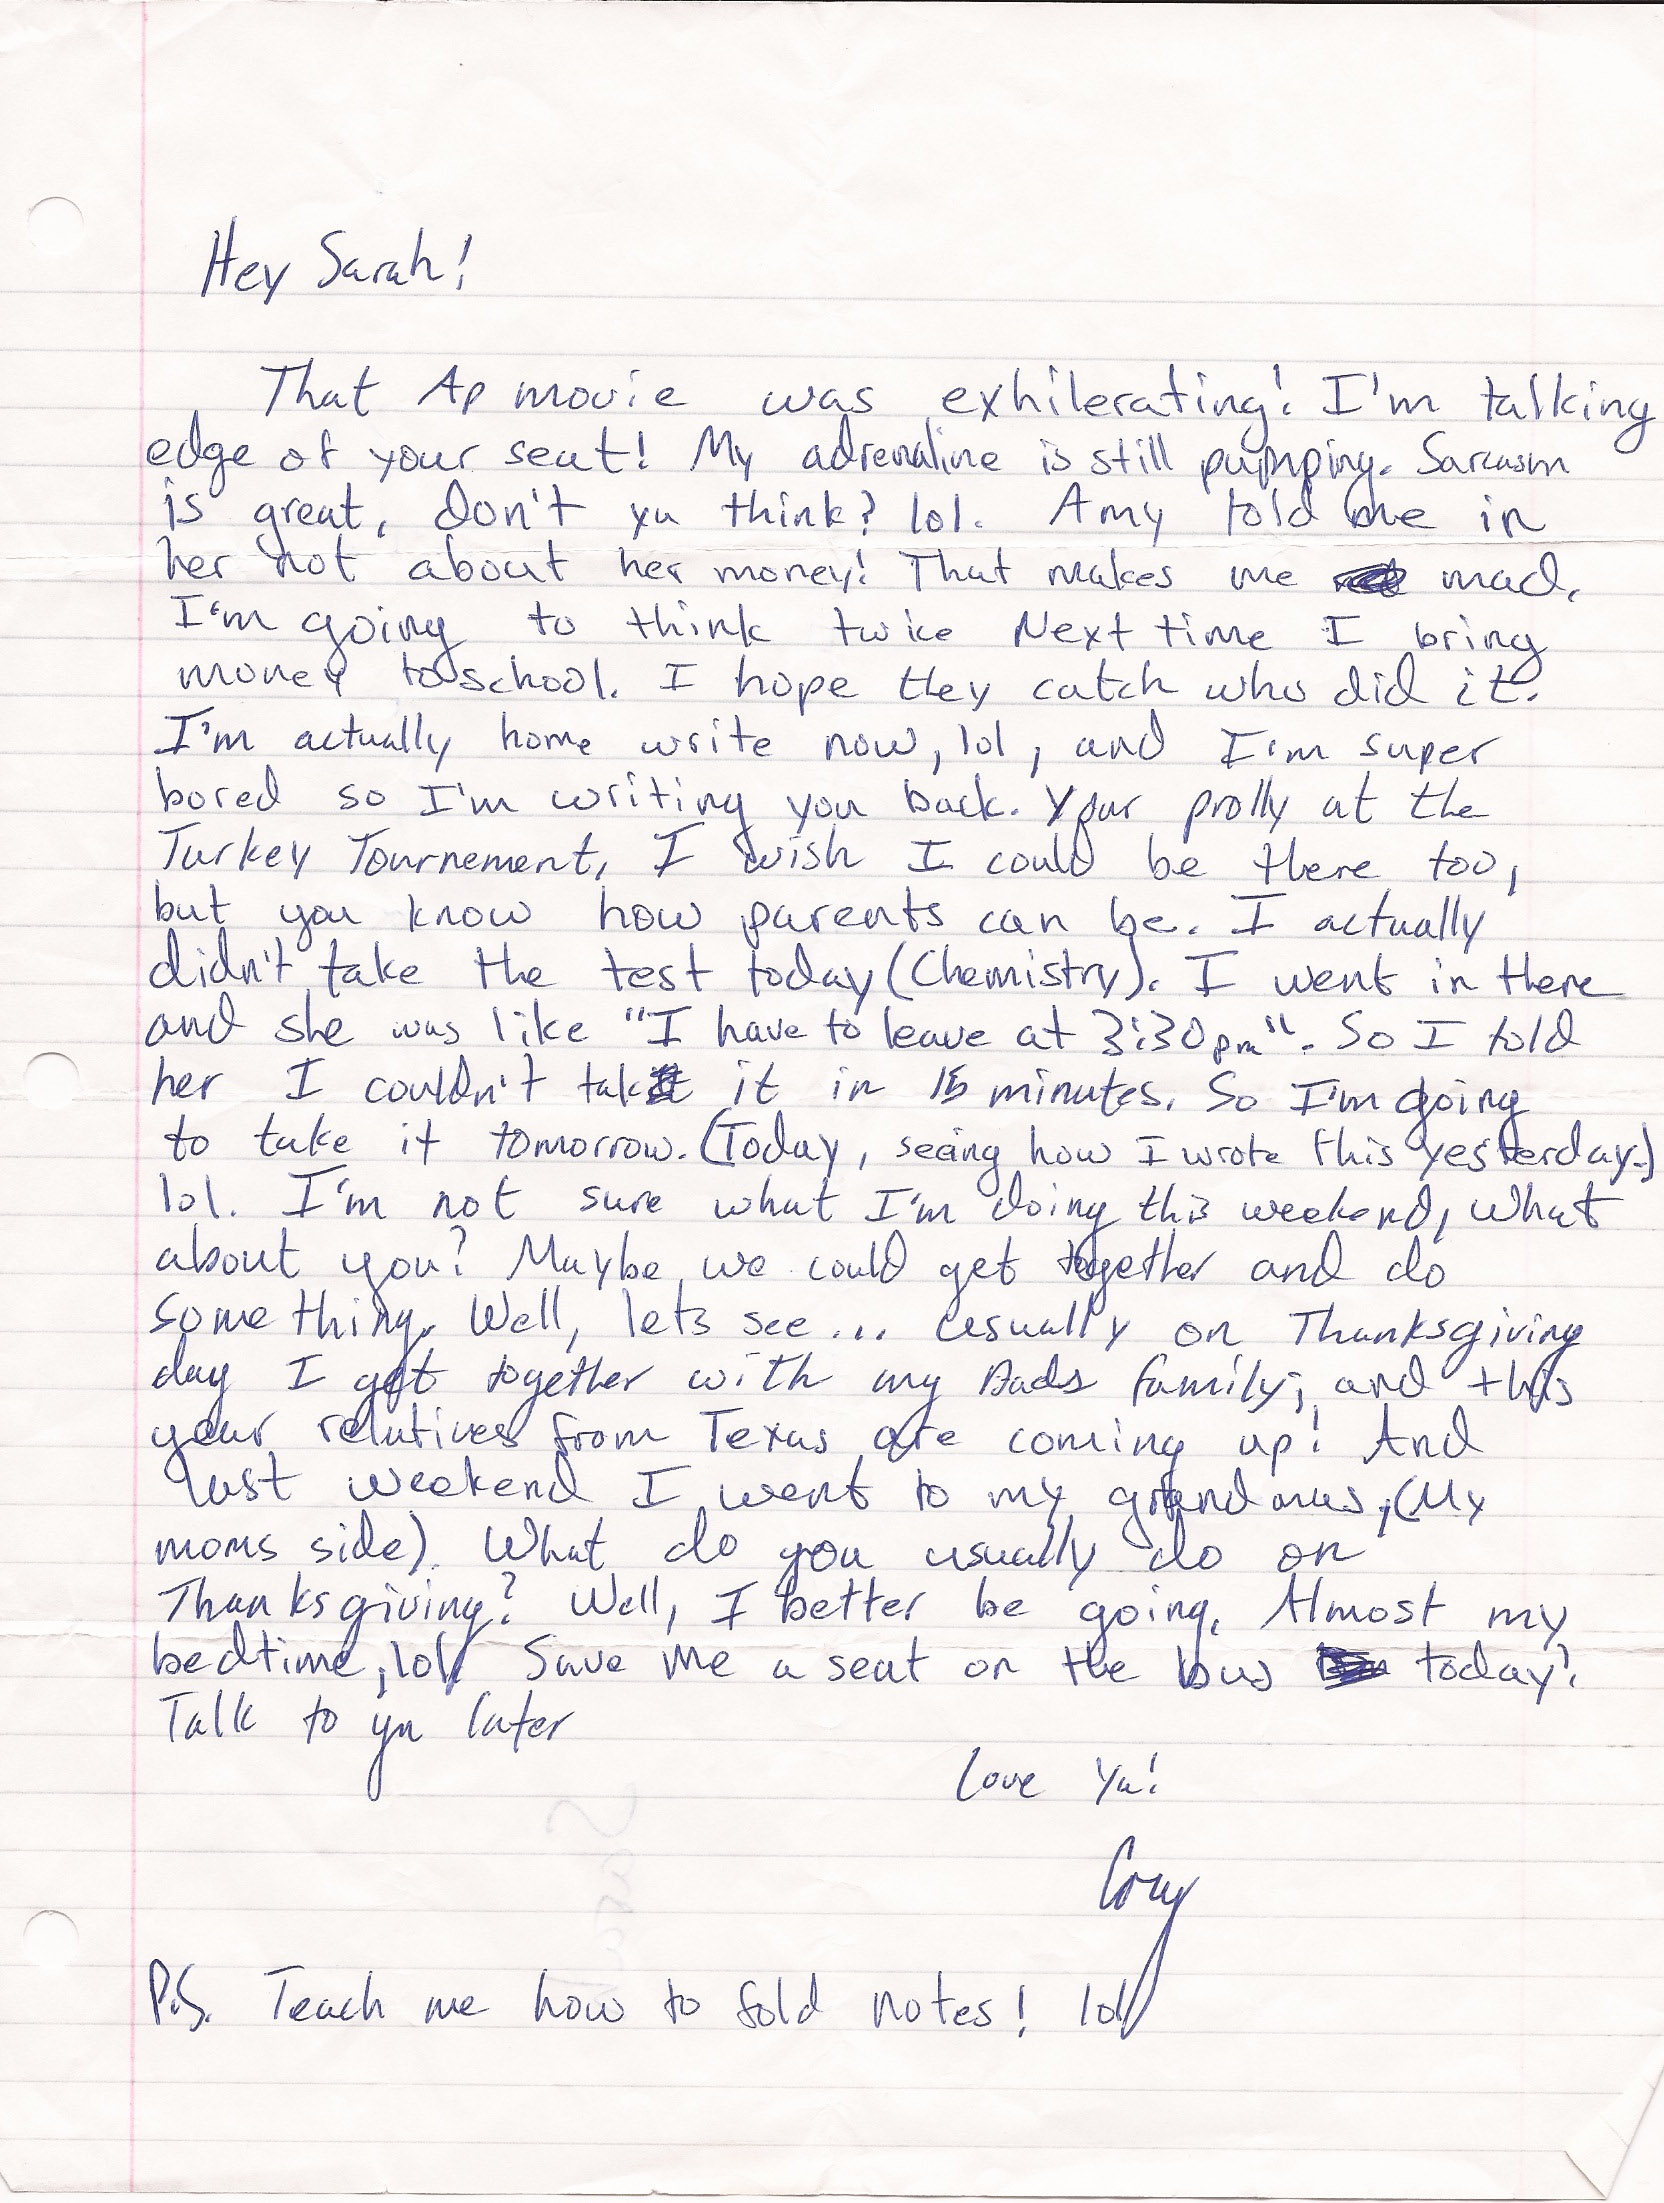 Hey Sarah!
That Ap movie was exhilerating! I'm talking
edge of your seat! My adrenaline is still pumping. Sarcasm
is great, don't ya think? lol. Amy told me in
her not about her money! That makes me mad.
I'm going to think twice Next time I bring
money to school. I hope they catch who did it.
I'm actually home write now, lol, and I'm super
bored so I'm writing you back. Your prolly at the
Turkey Tournement, I wish I could be there too,
but you know how parents can be. I actually
didn't take the test today (Chemistry). I went in there
and she was like "I have to leave at 3:30pm". So I told
her I couldn't take it in 15 minutes. So I'm going
to take it tomorrow. (Today, seeing how I wrote this yesterday.)
lol. I'm not sure what I'm doing this weekend, what
about you? Maybe we could get together and do
something. Well, lets see... usually on Thanksgiving
day I get together with my Dads family, and this
year relatives from Texas are coming up! And
last weekend I went to my grandmas, (My
moms side). What do you usually do on
Thanksgiving? Well, I better be going. Almost my
bedtime, lol. Save me a seat on the bus today!
Talk to ya later
Love Ya!
Cory
P.S. Teach me how to fold notes! lol
Sarah